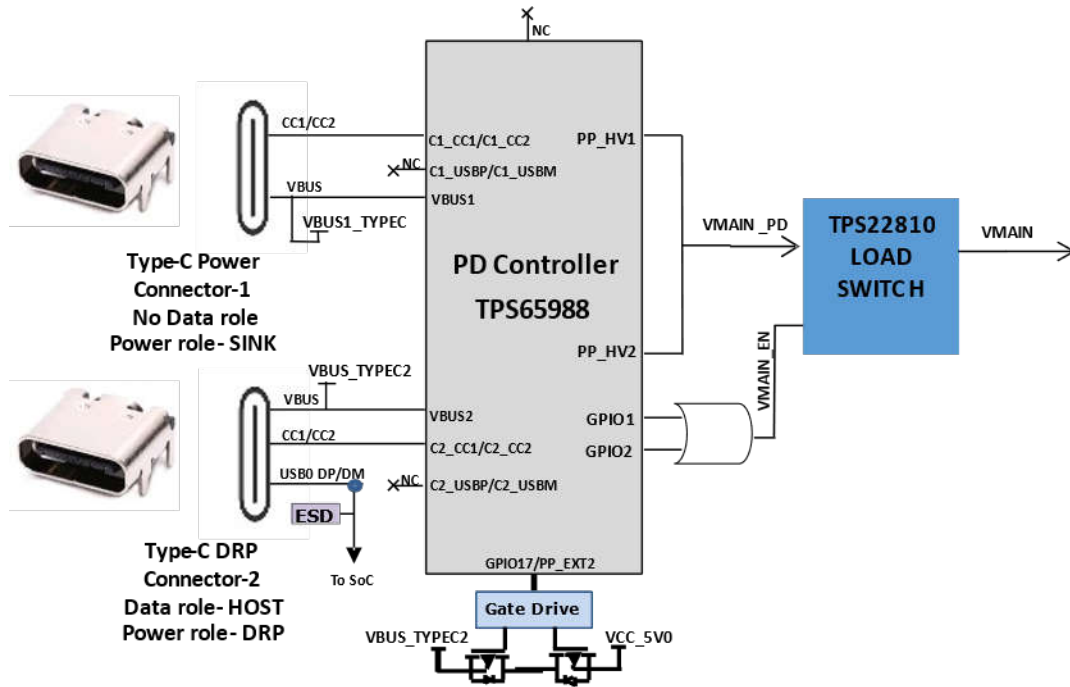 NC
CC1/CC2
C1_CC1/C1_CC2
PP_HV1
NC
C1_USBP/C1_USBM
VBUS
VBUS1
VBUS1_TYPEC
VMAIN_PD
TPS22810
LOAD
SWITCH
VMAIN
Type-C Power
Connector-1
No Data role
Power role- SINK
PD Controller
TPS65988
PP_HV2
VMAIN_EN
VBUS_TYPEC2
VBUS
VBUS2
GPIO1
CC1/CC2
C2_CC1/C2_CC2
GPIO2
USB0 DP/DM
NC
C2_USBP/C2_USBM
ESD
To SoC
Type-C DRP
Connector-2
Data role- HOST
Power role- DRP
GPIO17/PP_EXT2
Gate Drive
VBUS_TYPEC2
VCC_5V0